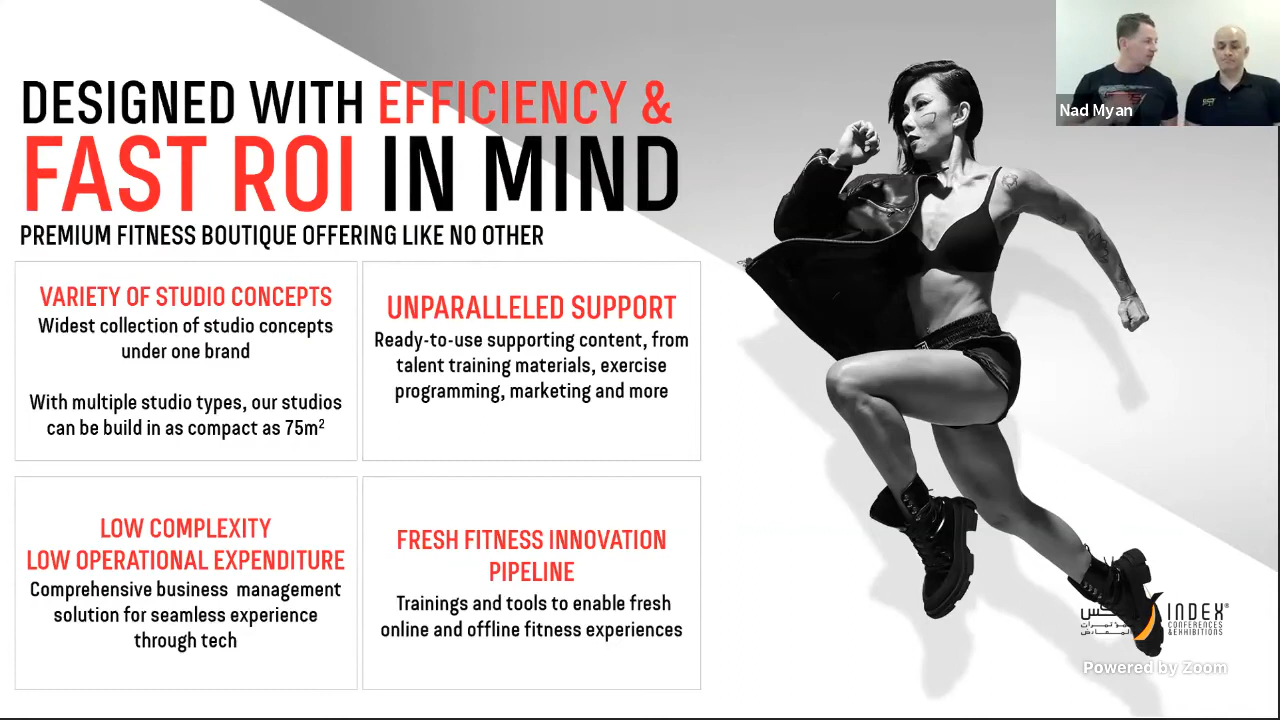 DESIGNED WITH EFFICIENCY &
FAST ROI IN MIND
PREMIUM FITNESS BOUTIQUE OFFERING LIKE NO OTHER
VARIETY OF STUDIO CONCEPTS
Widest collection of studio concepts
under one brand
With multiple studio types, our studios
can be build in as compact as 75m²
UNPARALLELED SUPPORT
Ready-to-use supporting content, from
talent training materials, exercise
programming, marketing and more
LOW COMPLEXITY
LOW OPERATIONAL EXPENDITURE
Comprehensive business management
solution for seamless experience
through tech
FRESH FITNESS INNOVATION
PIPELINE
Trainings and tools to enable fresh
online and offline fitness experiences
Nad Myan
INDEX®
CONFERENCES
& EXHIBITIONS
Powered by Zoom